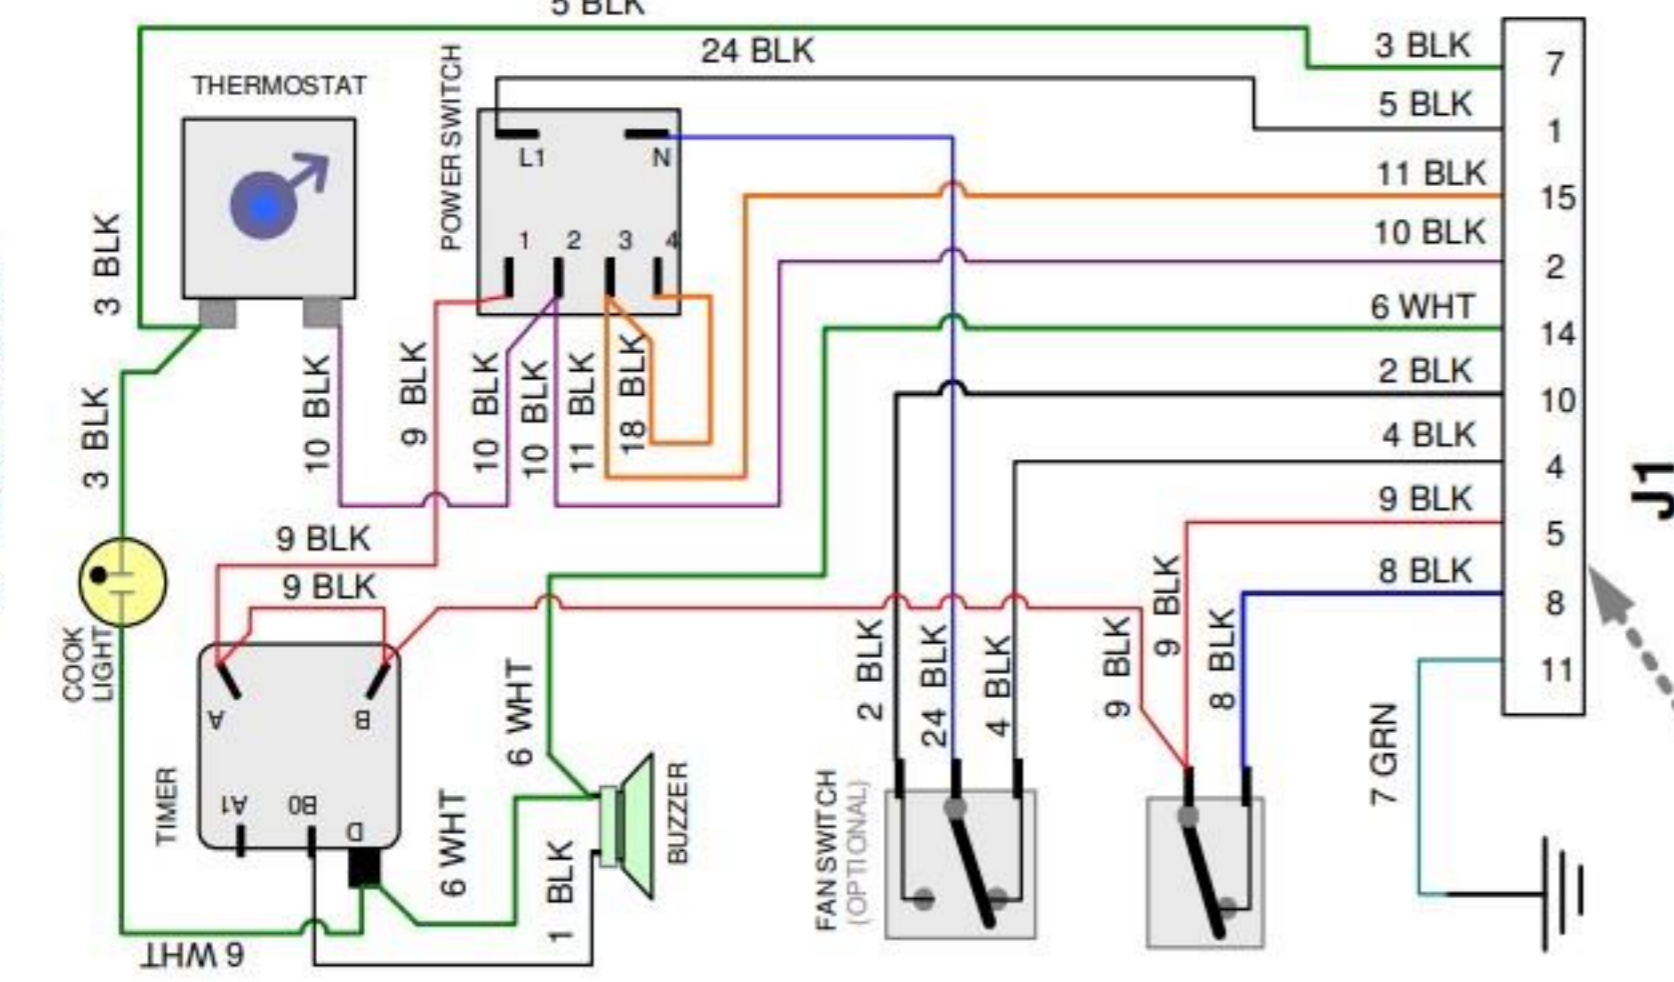 5 BLK
24 BLK
3 BLK
7
THERMOSTAT
POWER SWITCH
L1
N
5 BLK
1
11 BLK
15
1
2
3
4
10 BLK
2
3 BLK
6 WHT
14
10 BLK
9 BLK
10 BLK
10 BLK
11 BLK
18 BLK
2 BLK
10
3 BLK
4 BLK
4
J1
9 BLK
5
9 BLK
9 BLK
8 BLK
8
COOK
LIGHT
A
B
6 WHT
2 BLK
24 BLK
4 BLK
9 BLK
9 BLK
8 BLK
11
7 GRN
TIMER
A1
B0
D
6 WHT
1 BLK
BUZZER
FAN SWITCH
(OPTIONAL)
6 WHT